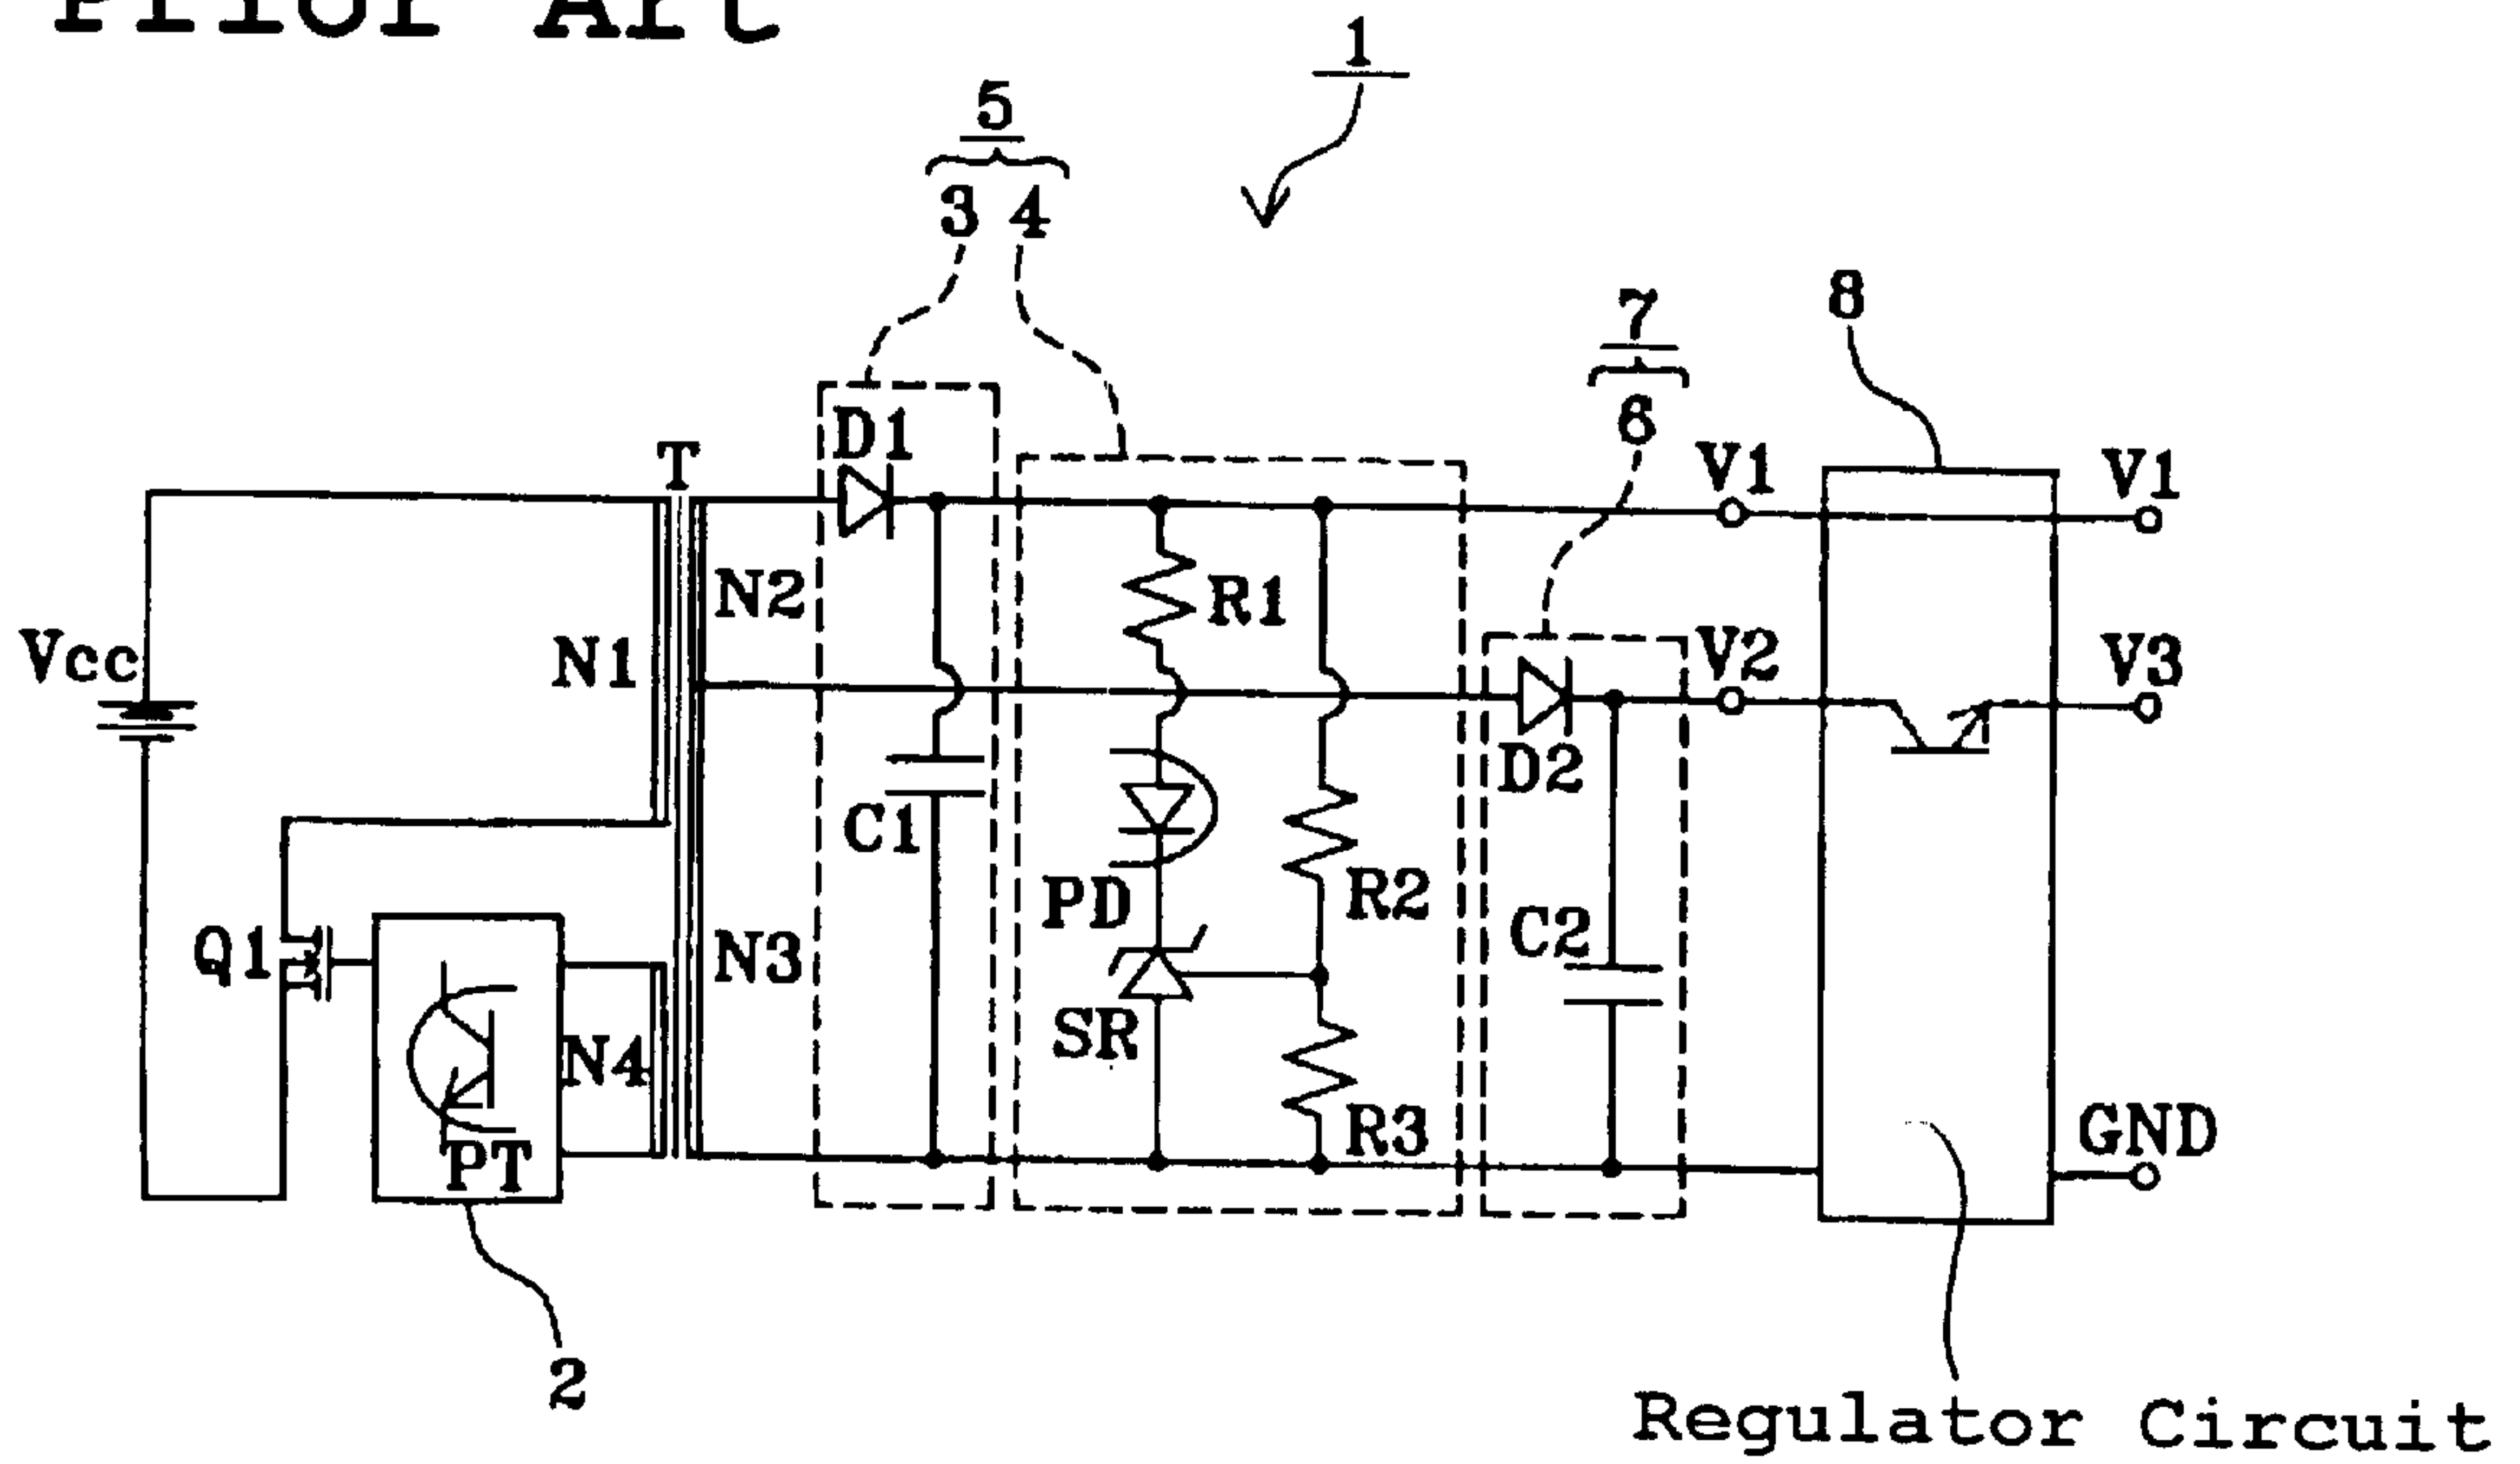 Prior Art
1
5
3 4
7
6
8
D1
T
V1
V1
N2
R1
Vcc
N1
V2
V3
D2
C1
PD
R2
C2
Q1
N3
SR
N4
R3
GND
PT
2
Regulator Circuit